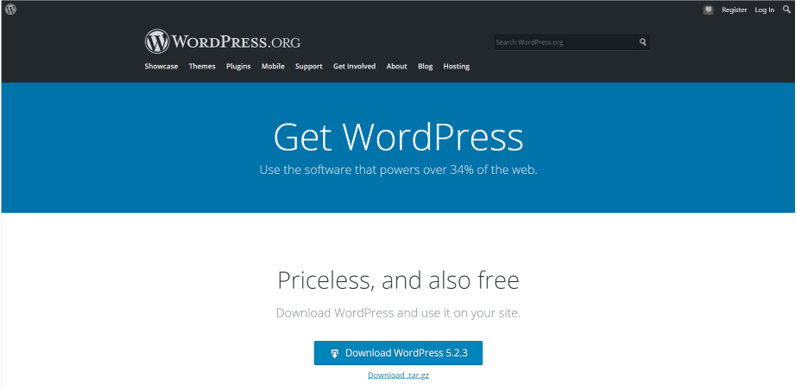 Register Log In
WORDPRESS.ORG
Search WordPress.org
Showcase Themes Plugins Mobile Support Get Involved About Blog Hosting
Get WordPress
Use the software that powers over 34% of the web.
Priceless, and also free
Download WordPress and use it on your site.
Download WordPress 5.2.3
Download .tar.gz